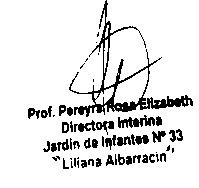 Prof. Pereyra Rosa Elizabeth
Directora Interina
Jardín de Infantes Nº 33
"Liliana Albarracín"